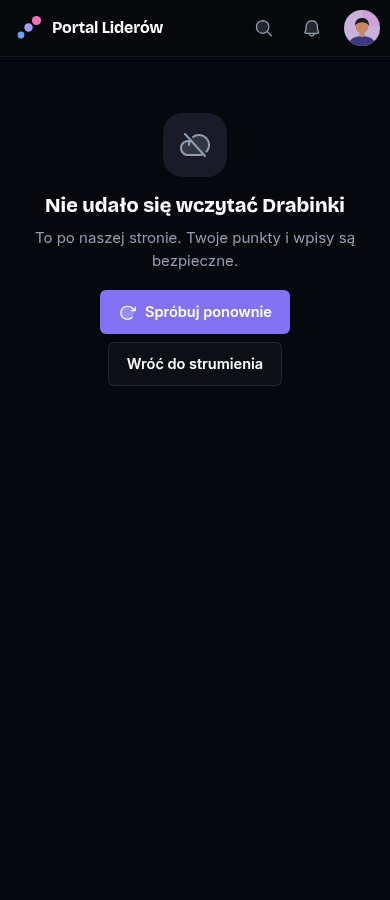 Portal Liderów
Nie udało się wczytać Drabinki
To po naszej stronie. Twoje punkty i wpisy są
bezpieczne.
Spróbuj ponownie
Wróć do strumienia